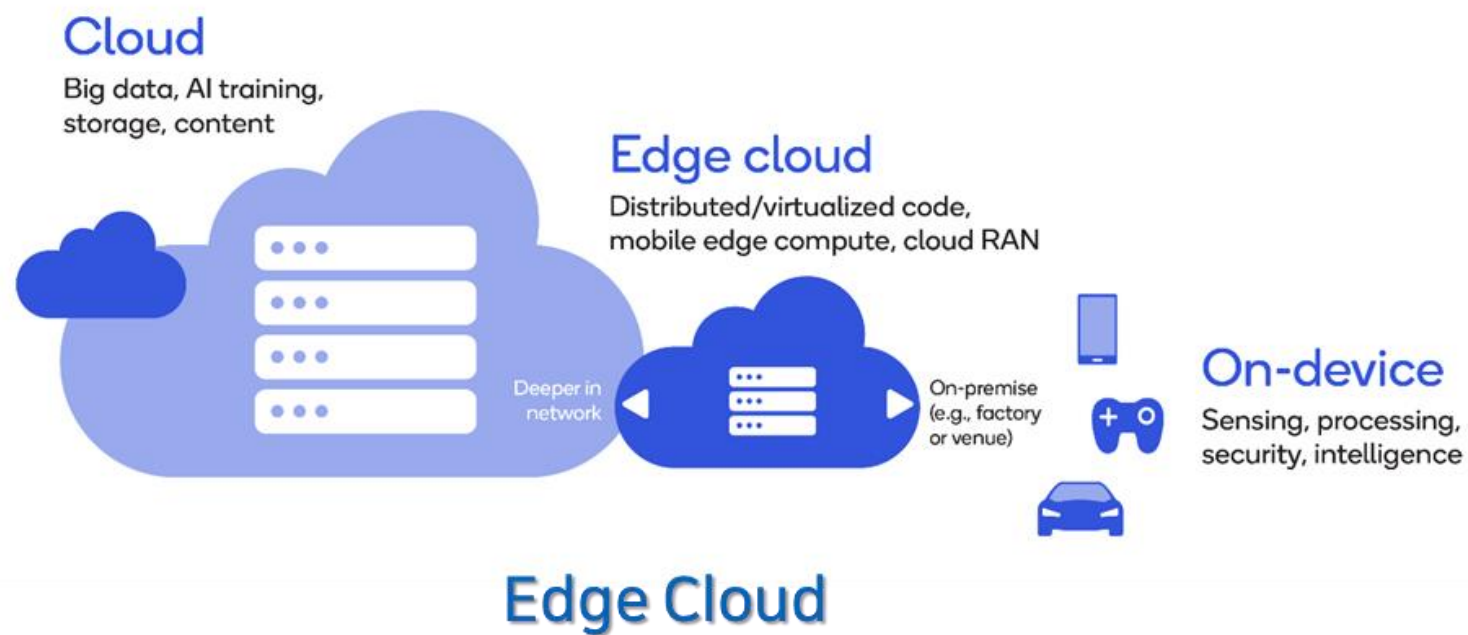 Cloud
Big data, AI training,
storage, content
Edge cloud
Distributed/virtualized code,
mobile edge compute, cloud RAN
Deeper in
network
On-premise
(e.g., factory
or venue)
On-device
Sensing, processing,
security, intelligence
Edge Cloud